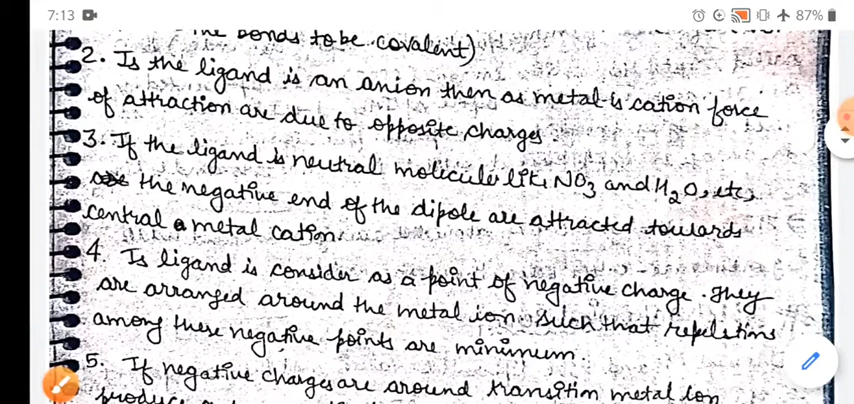 7:13
87%
The bonds to be covalent)
2. Is the ligand is an anion then as metal is cation force
of attraction are due to opposite charges.
3. If the ligand is neutral molecule like NO3 and H2O, etc,
the negative end of the dipole are attracted towards
central metal cation.
4. Is ligand is consider as a point of negative charge. They
are arranged around the metal ion such that repelations
among these negative points are minimum.
5. If negative charges are around transition metal ion
produce